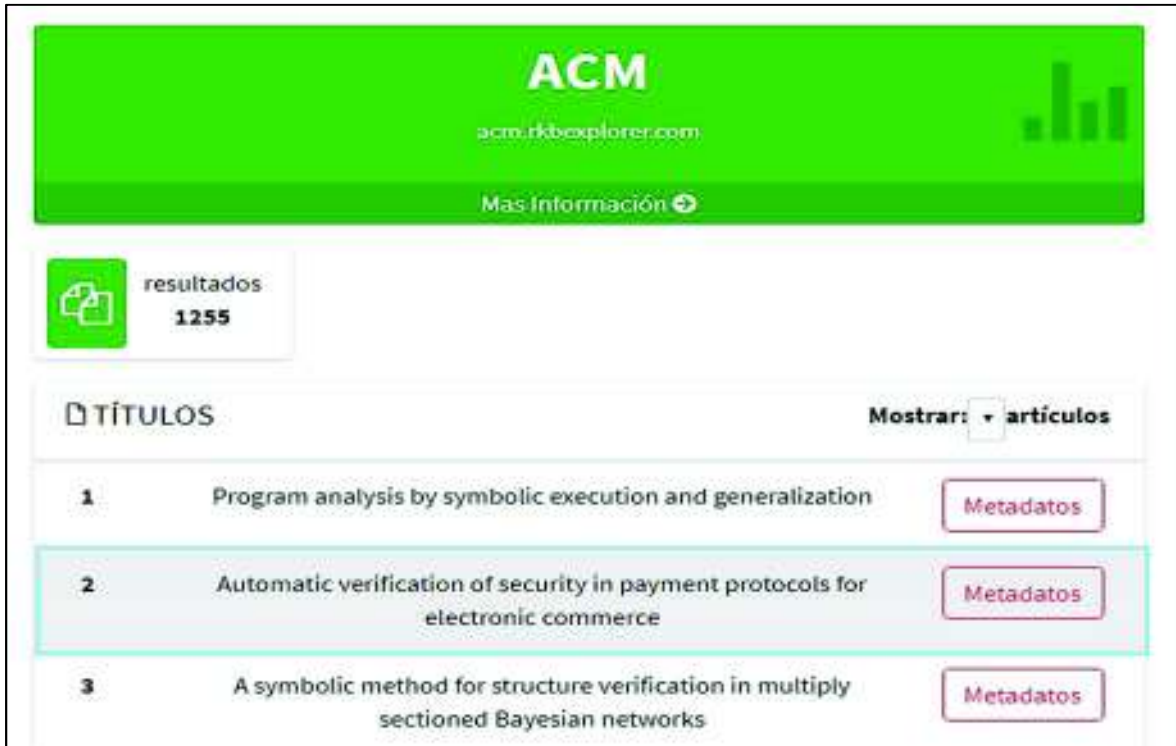 ACM
acm.rkbexplorer.com
Mas Información
resultados
1255
TÍTULOS
Mostrar: artículos
1 Program analysis by symbolic execution and generalization Metadatos
2 Automatic verification of security in payment protocols for
electronic commerce
Metadatos
3 A symbolic method for structure verification in multiply
sectioned Bayesian networks
Metadatos